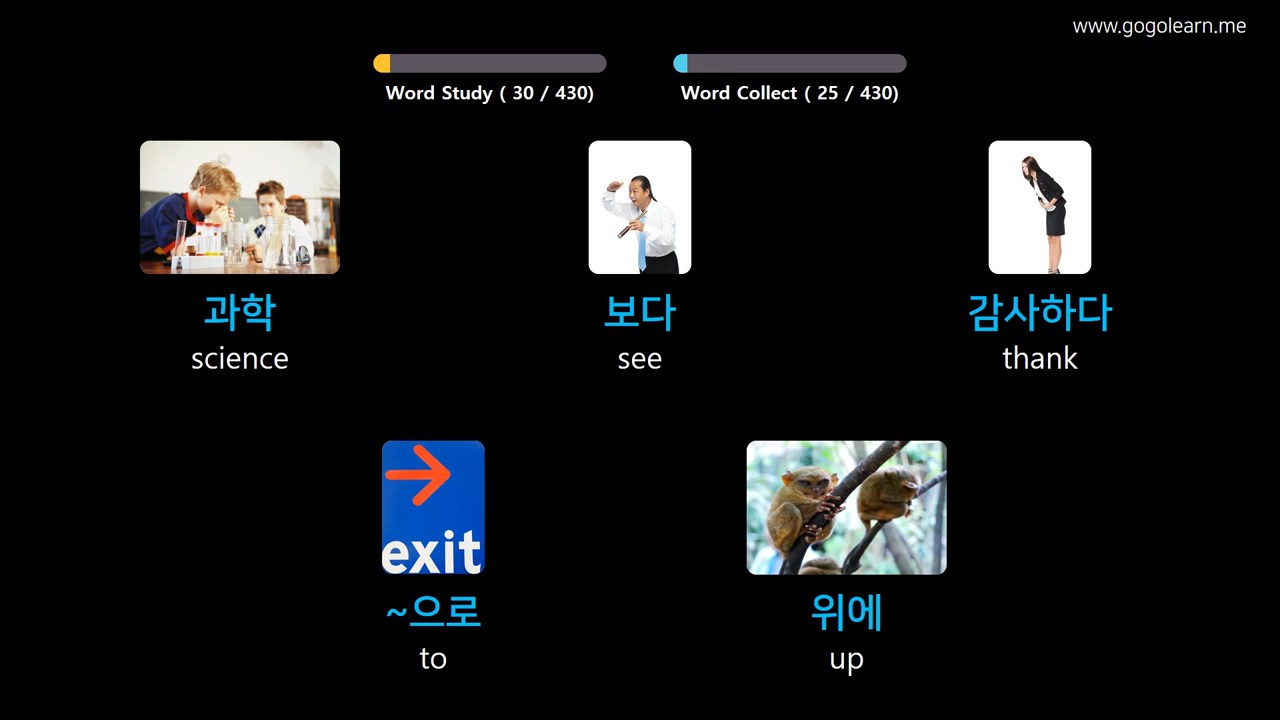 www.gogolearn.me
Word Study ( 30 / 430)
Word Collect ( 25 / 430)
과학
science
보다
see
감사하다
thank
exit
~으로
to
위에
up